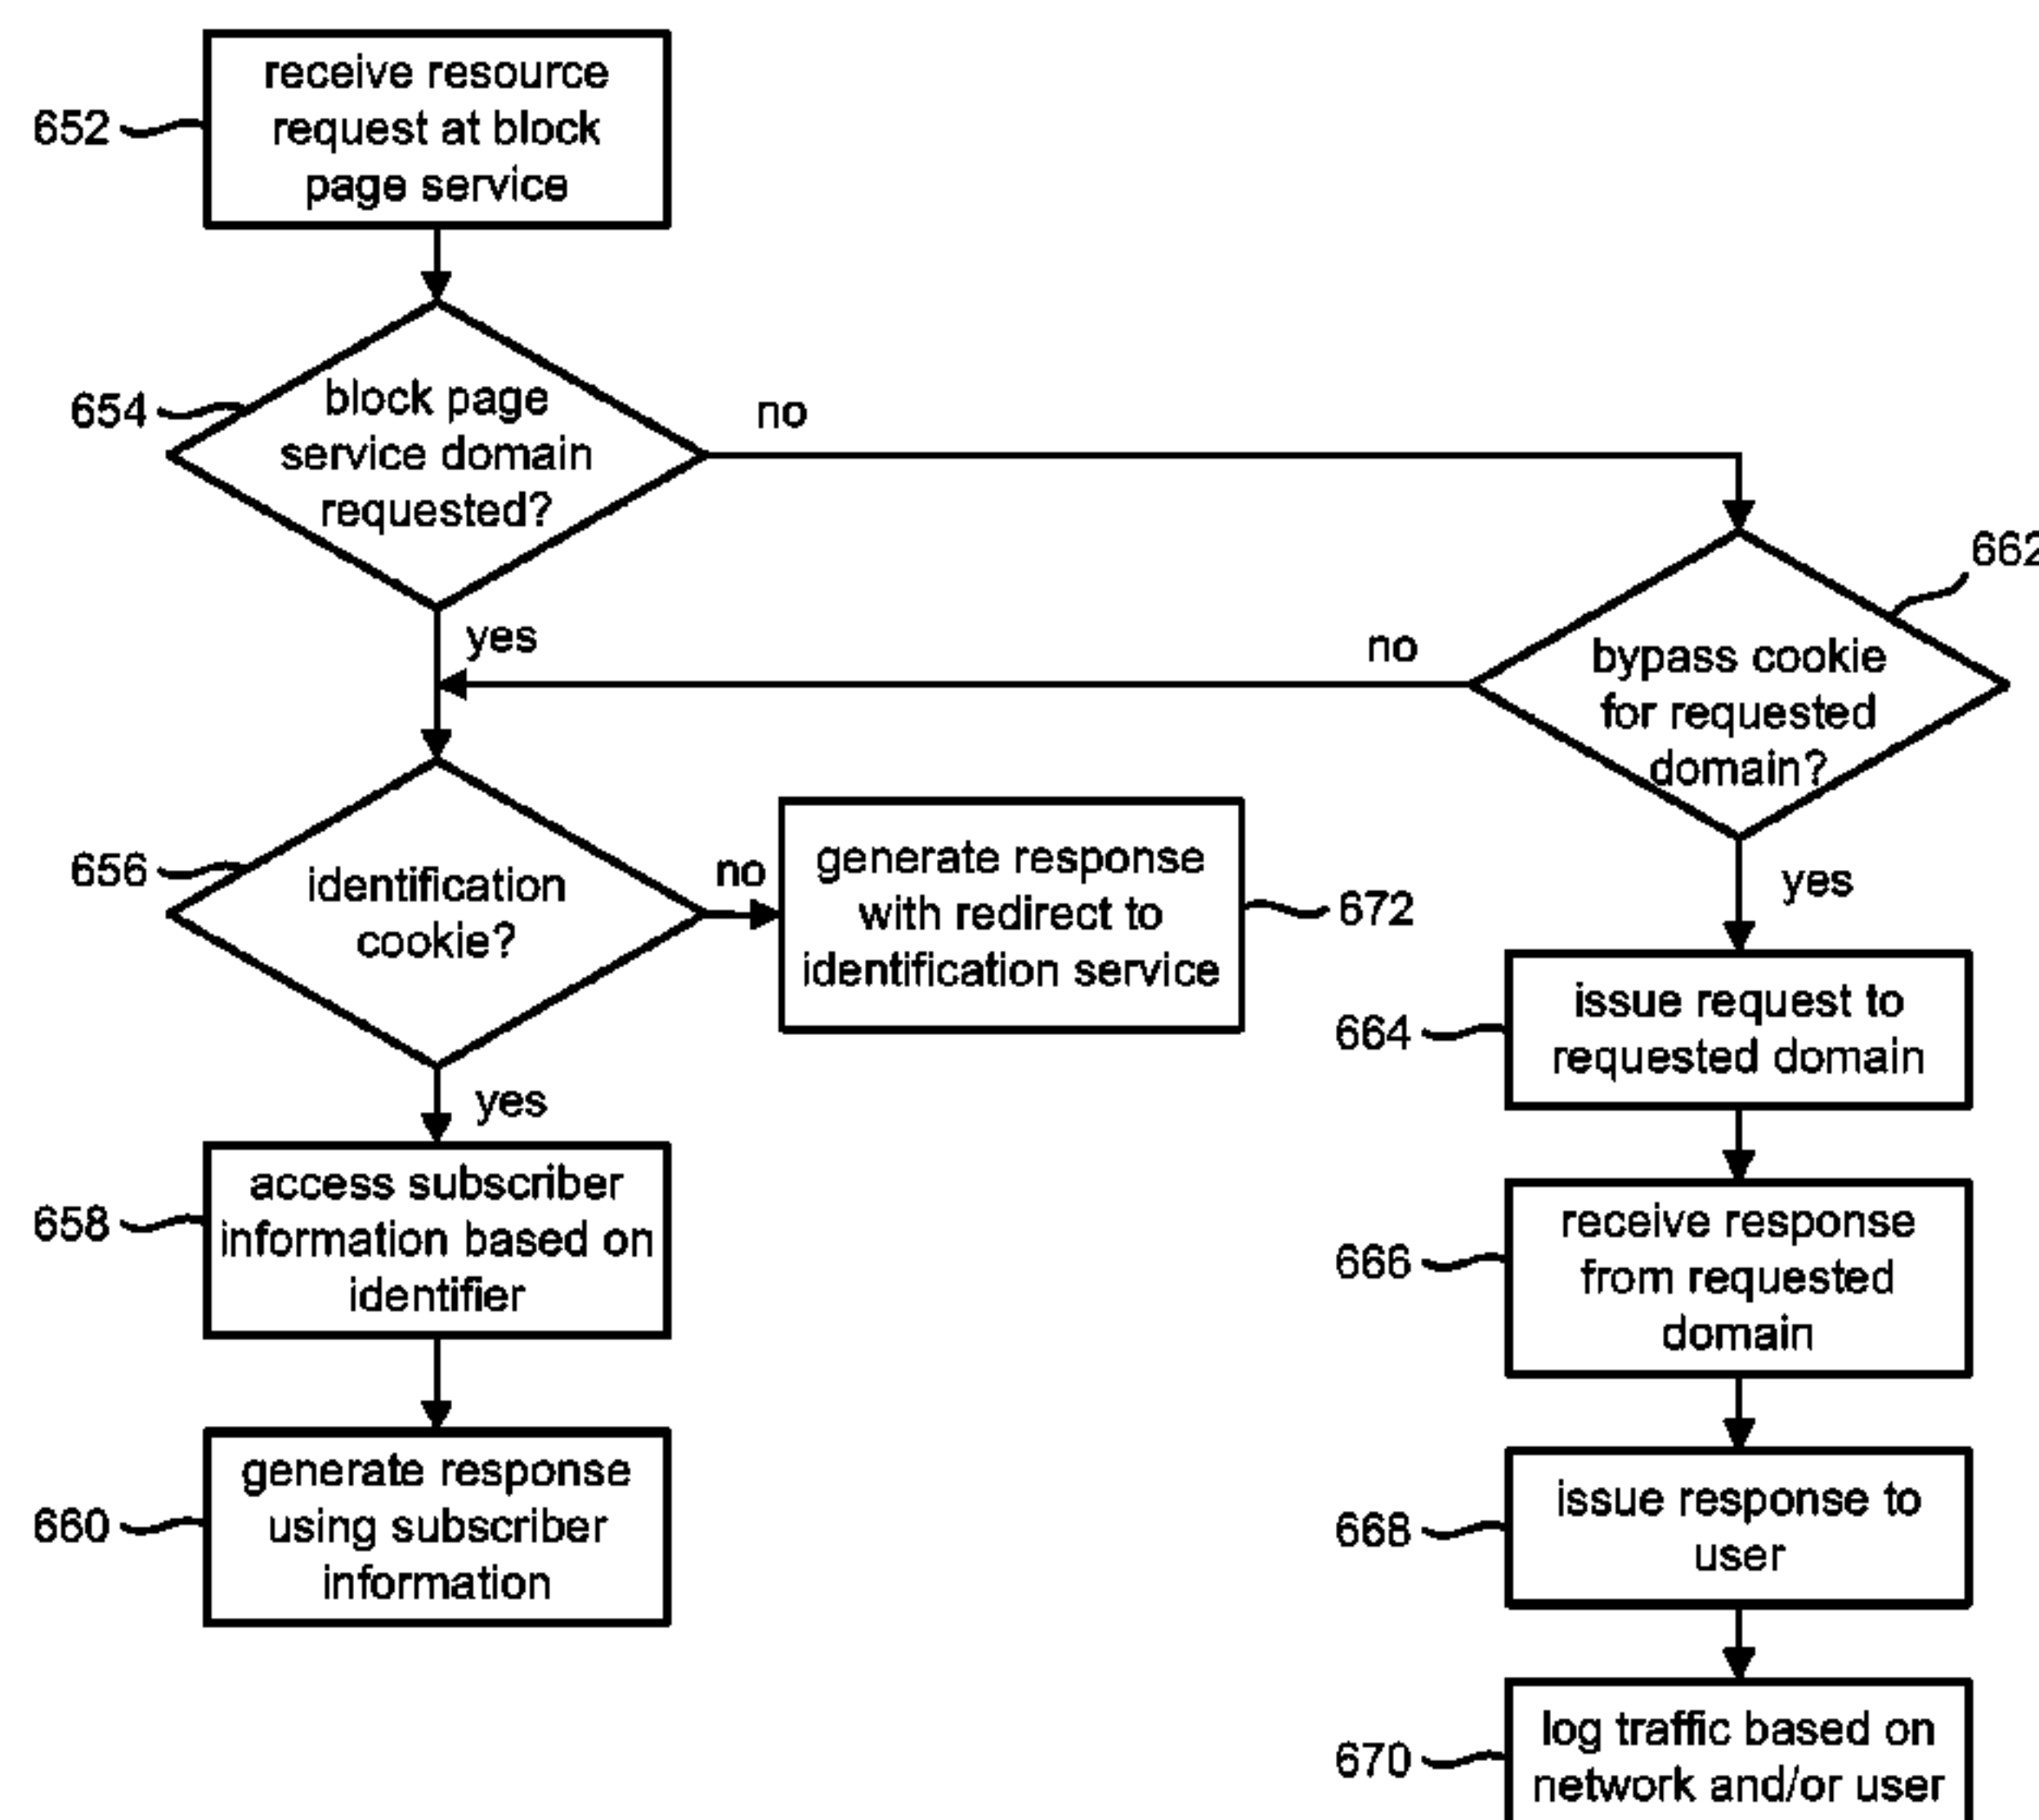 receive resource
request at block
page service
652
block page
service domain
requested?
654
no
yes
662
bypass cookie
for requested
domain?
no
yes
identification
cookie?
656
no
yes
generate response
with redirect to
identification service
672
access subscriber
information based on
identifier
658
generate response
using subscriber
information
660
issue request to
requested domain
664
receive response
from requested
domain
666
issue response to
user
668
log traffic based on
network and/or user
670